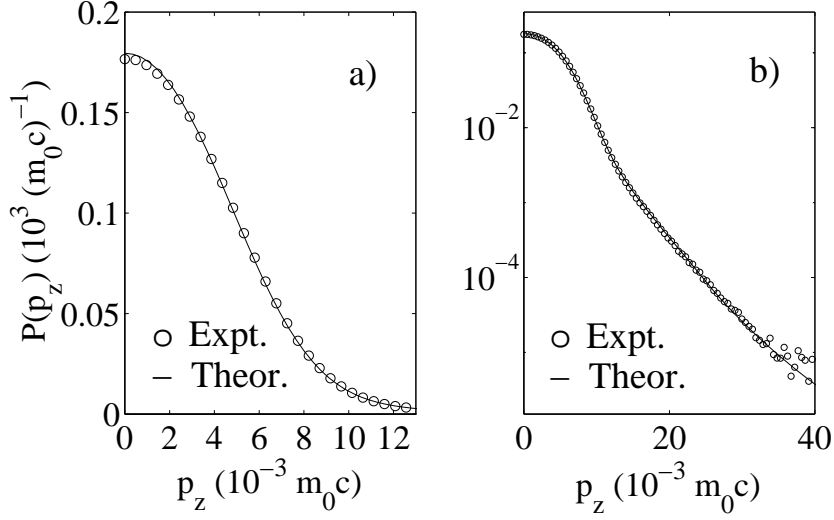 a)
P(p_z) (10^3 (m_0c)^−1)
0.2
0.15
0.1
0.05
0
○ Expt.
— Theor.
0 2 4 6 8 10 12
p_z (10^−3 m_0c)
b)
10^−2
10^−4
○ Expt.
— Theor.
0 20 40
p_z (10^−3 m_0c)